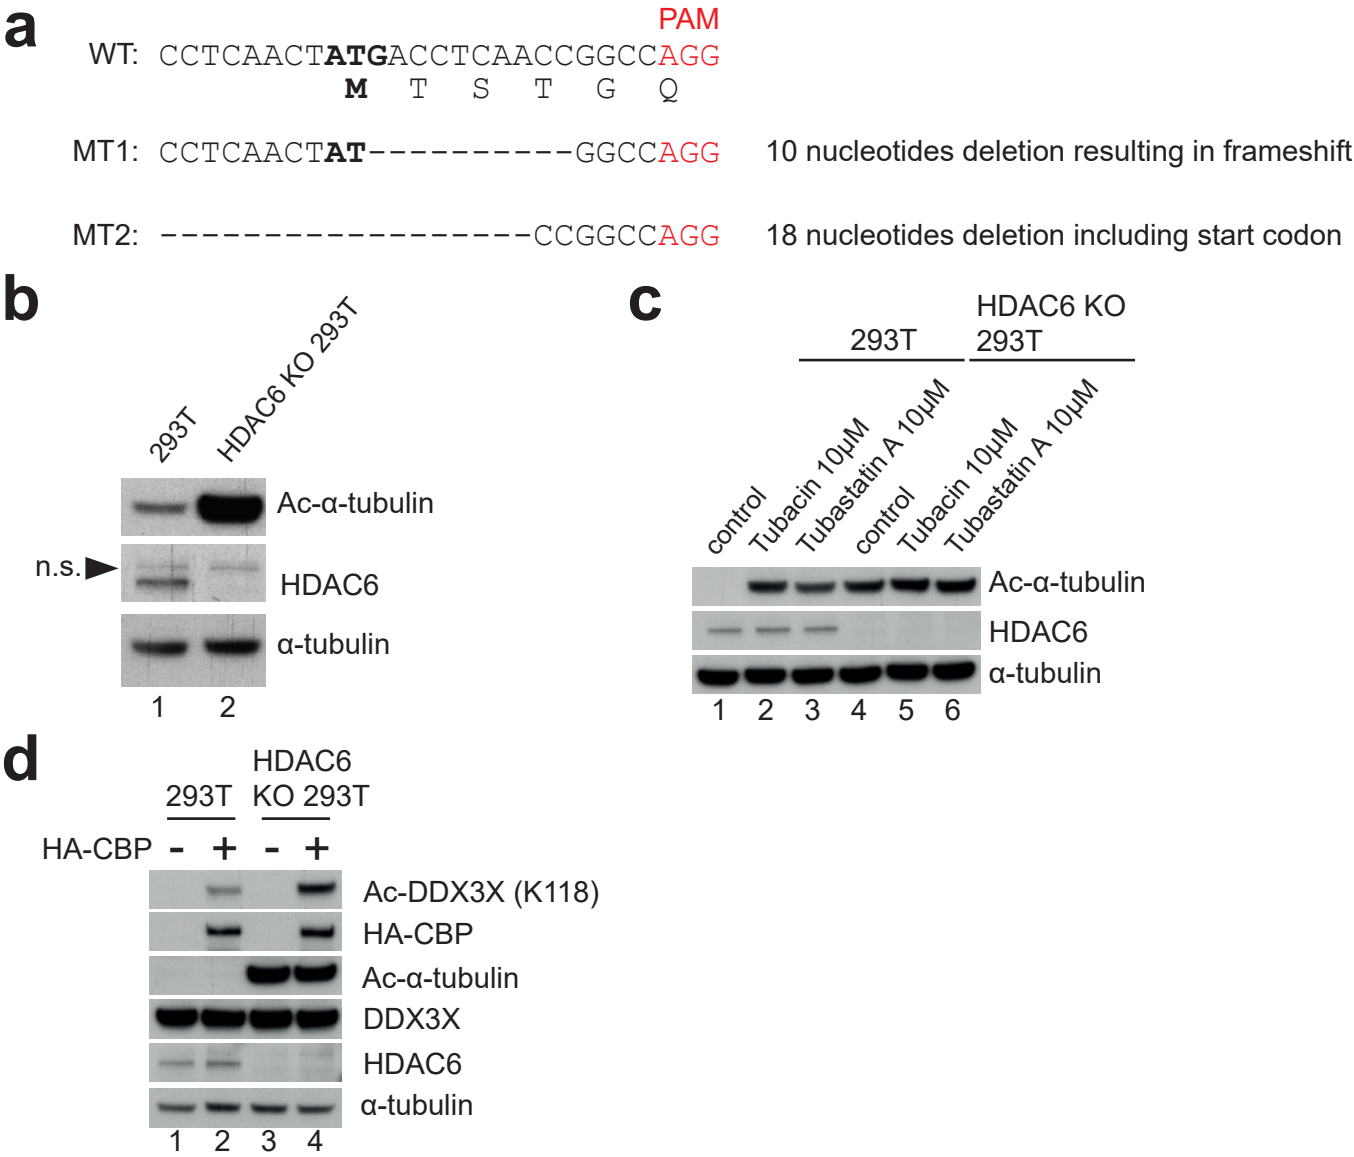 a
PAM
WT: CCTCAACTATGACCTCAACCGGCCAGG
M T S T G Q
MT1: CCTCAACTAT----------GGCCAGG 10 nucleotides deletion resulting in frameshift
MT2: ------------------CCGGCCAGG 18 nucleotides deletion including start codon
b
293T
HDAC6 KO 293T
Ac-α-tubulin
n.s.
HDAC6
α-tubulin
1 2
c
293T
HDAC6 KO
293T
control
Tubacin 10µM
Tubastatin A 10µM
control
Tubacin 10µM
Tubastatin A 10µM
Ac-α-tubulin
HDAC6
α-tubulin
1 2 3 4 5 6
d
293T
HDAC6
KO 293T
HA-CBP - + - +
Ac-DDX3X (K118)
HA-CBP
Ac-α-tubulin
DDX3X
HDAC6
α-tubulin
1 2 3 4